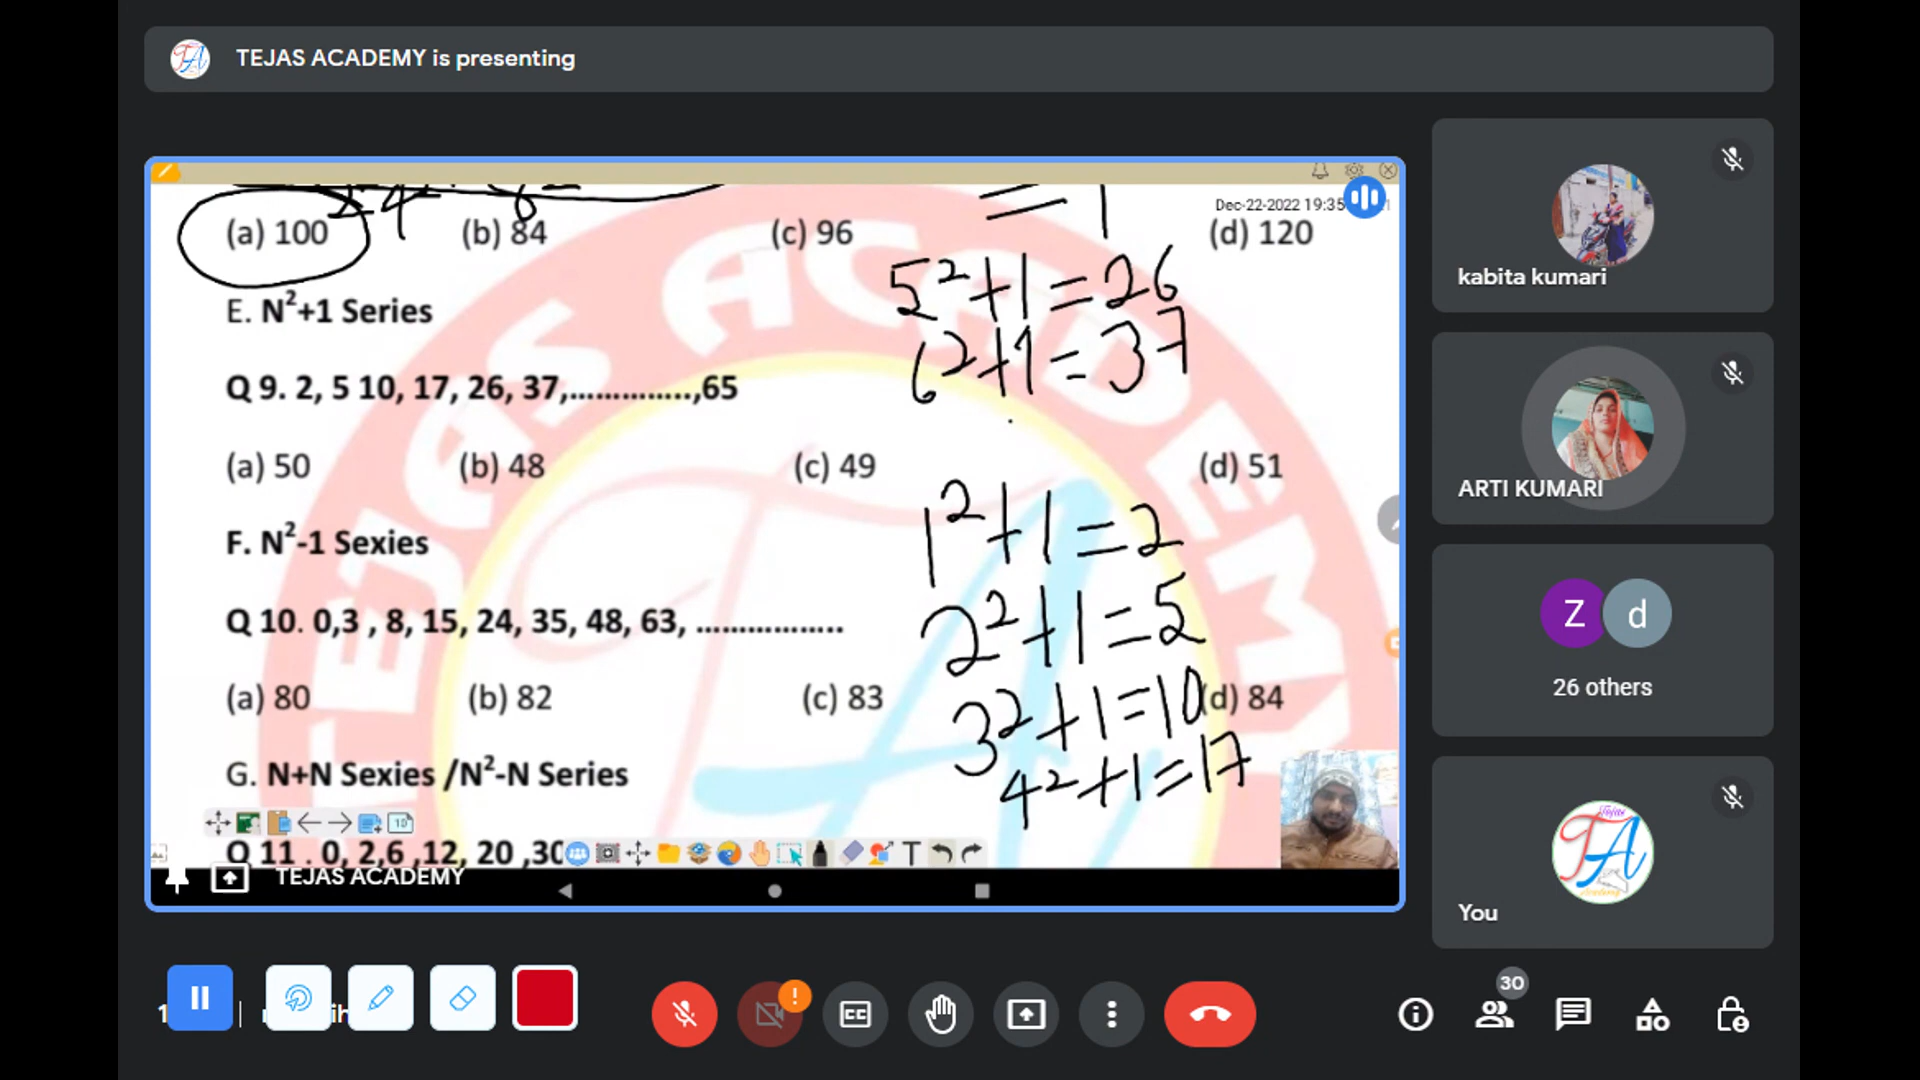 TEJAS ACADEMY is presenting
Dec-22-2022 19:35
(a) 100 (b) 84 (c) 96 (d) 120
5²+1=26
E. N²+1 Series
6²+1=37
Q 9. 2, 5 10, 17, 26, 37,…………..,65
(a) 50 (b) 48 (c) 49 (d) 51
1²+1=2
F. N²-1 Sexies
2²+1=5
Q 10. 0,3 , 8, 15, 24, 35, 48, 63, ……………..
(a) 80 (b) 82 (c) 83 (d) 84
3²+1=10
4²+1=17
G. N+N Sexies /N²-N Series
Q 11 . 0, 2,6 ,12, 20 ,30
TEJAS ACADEMY
TEJAS ACADEMY
kabita kumari
ARTI KUMARI
Z d
26 others
TA
You
30